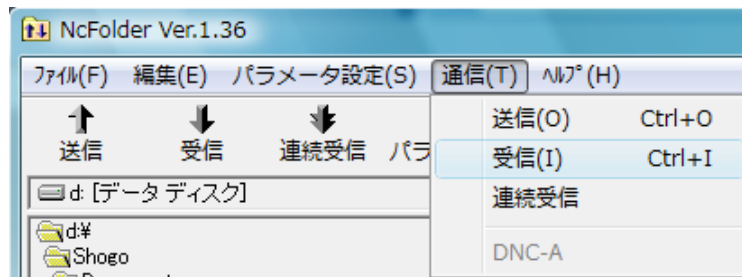 NcFolder Ver.1.36
ﾌｧｲﾙ(F) 編集(E) パラメータ設定(S) 通信(T) ﾍﾙﾌﾟ(H)
送信 受信 連続受信 パラ
送信(O) Ctrl+O
受信(I) Ctrl+I
連続受信
DNC-A
d: [データ ディスク]
d:¥
Shogo